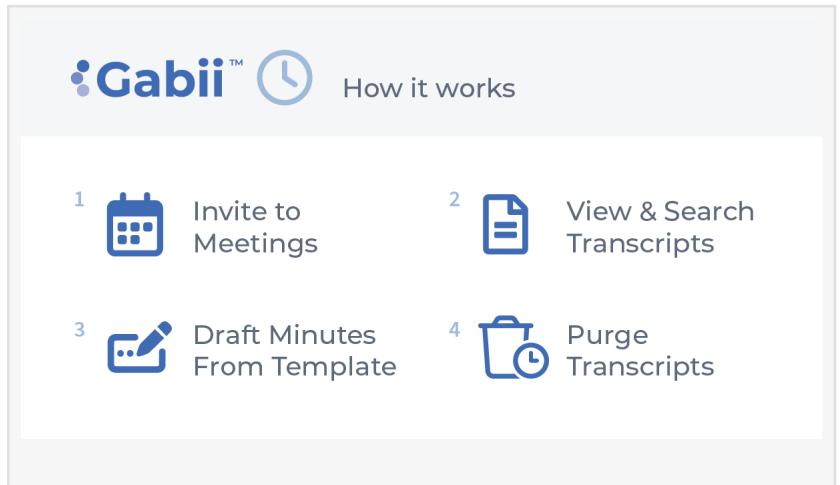 Gabii™
How it works
1
Invite to
Meetings
2
View & Search
Transcripts
3
Draft Minutes
From Template
4
Purge
Transcripts